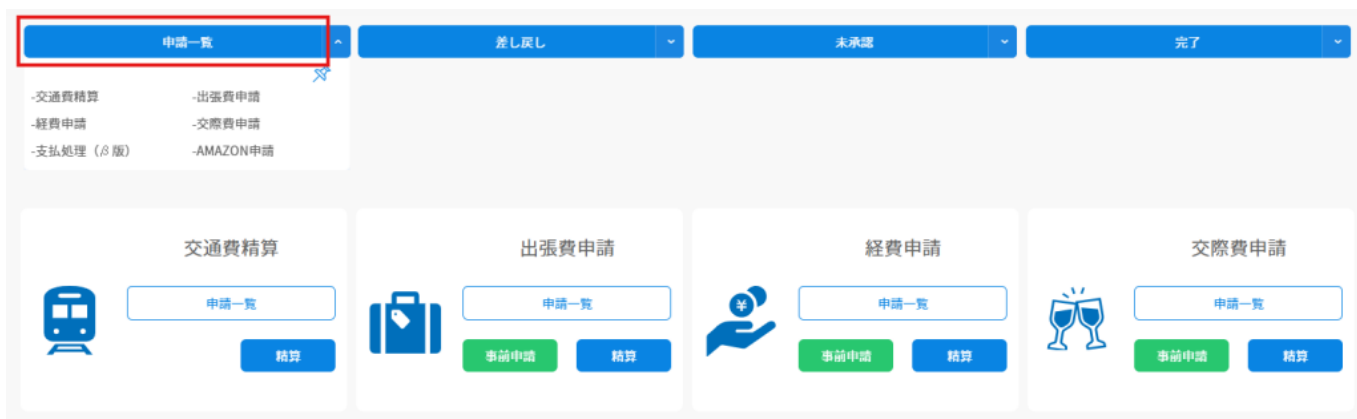 申請一覧 差し戻し 未承認 完了
-交通費精算 -出張費申請
-経費申請 -交際費申請
-支払処理（β版） -AMAZON申請
交通費精算 出張費申請 経費申請 交際費申請
申請一覧 申請一覧 申請一覧 申請一覧
精算 事前申請 精算 事前申請 精算 事前申請 精算